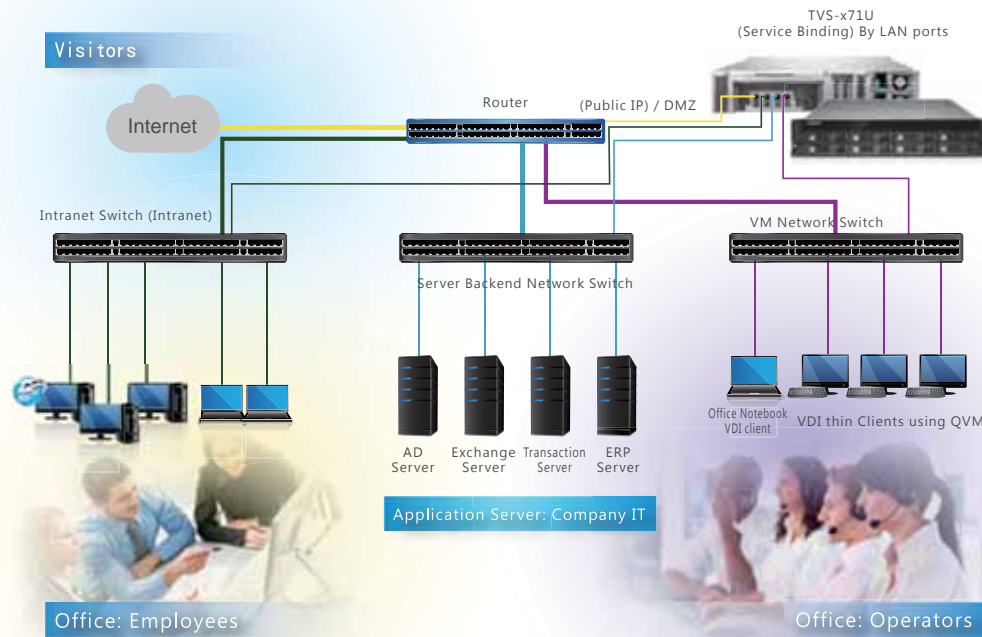 TVS-x71U
(Service Binding) By LAN ports
Visitors
Router
(Public IP) / DMZ
Internet
Intranet Switch (Intranet)
VM Network Switch
Server Backend Network Switch
Office Notebook
VDI client
VDI thin Clients using QVM
AD
Server
Exchange
Server
Transaction
Server
ERP
Server
Application Server: Company IT
Office: Employees
Office: Operators